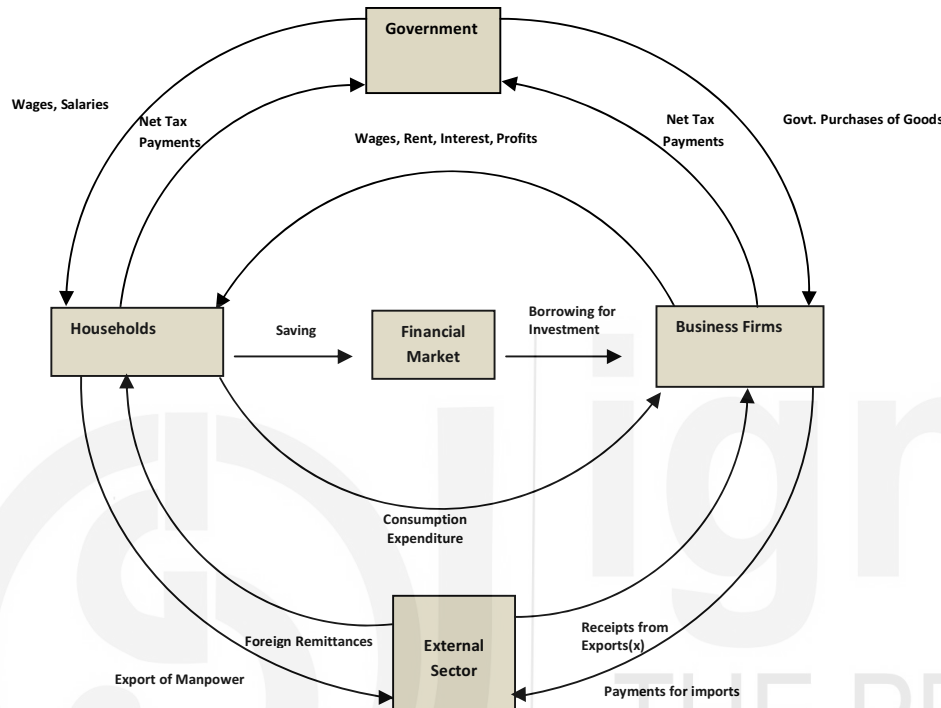 Government
Wages, Salaries
Net Tax
Payments
Wages, Rent, Interest, Profits
Net Tax
Payments
Govt. Purchases of Goods
Households
Saving
Financial
Market
Borrowing for
Investment
Business Firms
Consumption
Expenditure
Foreign Remittances
Export of Manpower
External
Sector
Receipts from
Exports(x)
Payments for imports